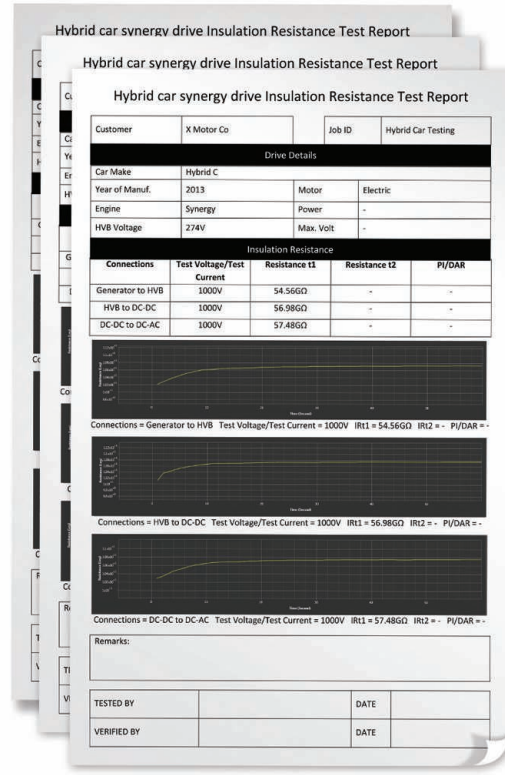 Hybrid car synergy drive Insulation Resistance Test Report
Hybrid car synergy drive Insulation Resistance Test Report
Hybrid car synergy drive Insulation Resistance Test Report
Customer X Motor Co Job ID Hybrid Car Testing
Drive Details
Car Make Hybrid C
Year of Manuf. 2013 Motor Electric
Engine Synergy Power -
HVB Voltage 274V Max. Volt -
Insulation Resistance
Connections Test Voltage/Test Current Resistance t1 Resistance t2 PI/DAR
Generator to HVB 1000V 54.56GΩ - -
HVB to DC-DC 1000V 56.98GΩ - -
DC-DC to DC-AC 1000V 57.48GΩ - -
Connections = Generator to HVB Test Voltage/Test Current = 1000V IRt1 = 54.56GΩ IRt2 = - PI/DAR = -
Connections = HVB to DC-DC Test Voltage/Test Current = 1000V IRt1 = 56.98GΩ IRt2 = - PI/DAR = -
Connections = DC-DC to DC-AC Test Voltage/Test Current = 1000V IRt1 = 57.48GΩ IRt2 = - PI/DAR = -
Remarks:
TESTED BY DATE
VERIFIED BY DATE